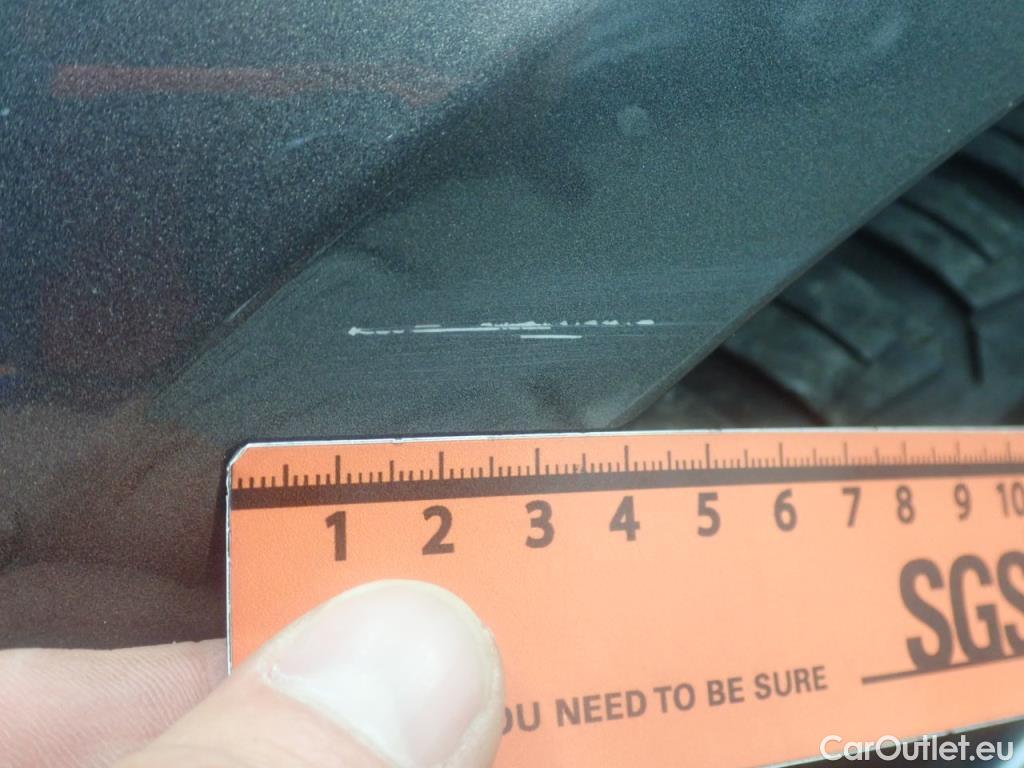 1 2 3 4 5 6 7 8 9 10
SGS
OU NEED TO BE SURE
CarOutlet.eu